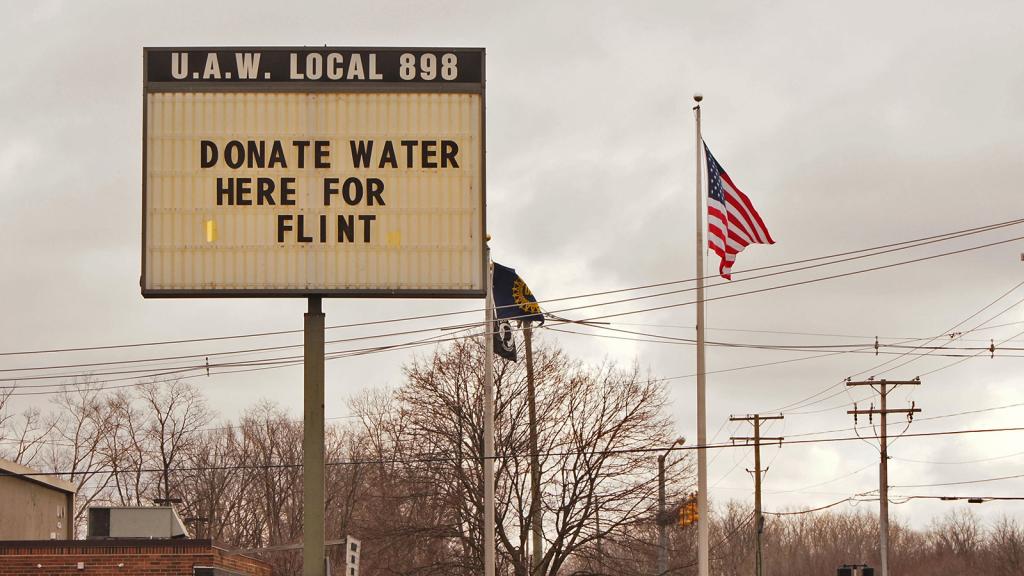 U.A.W. LOCAL 898
DONATE WATER
HERE FOR
FLINT